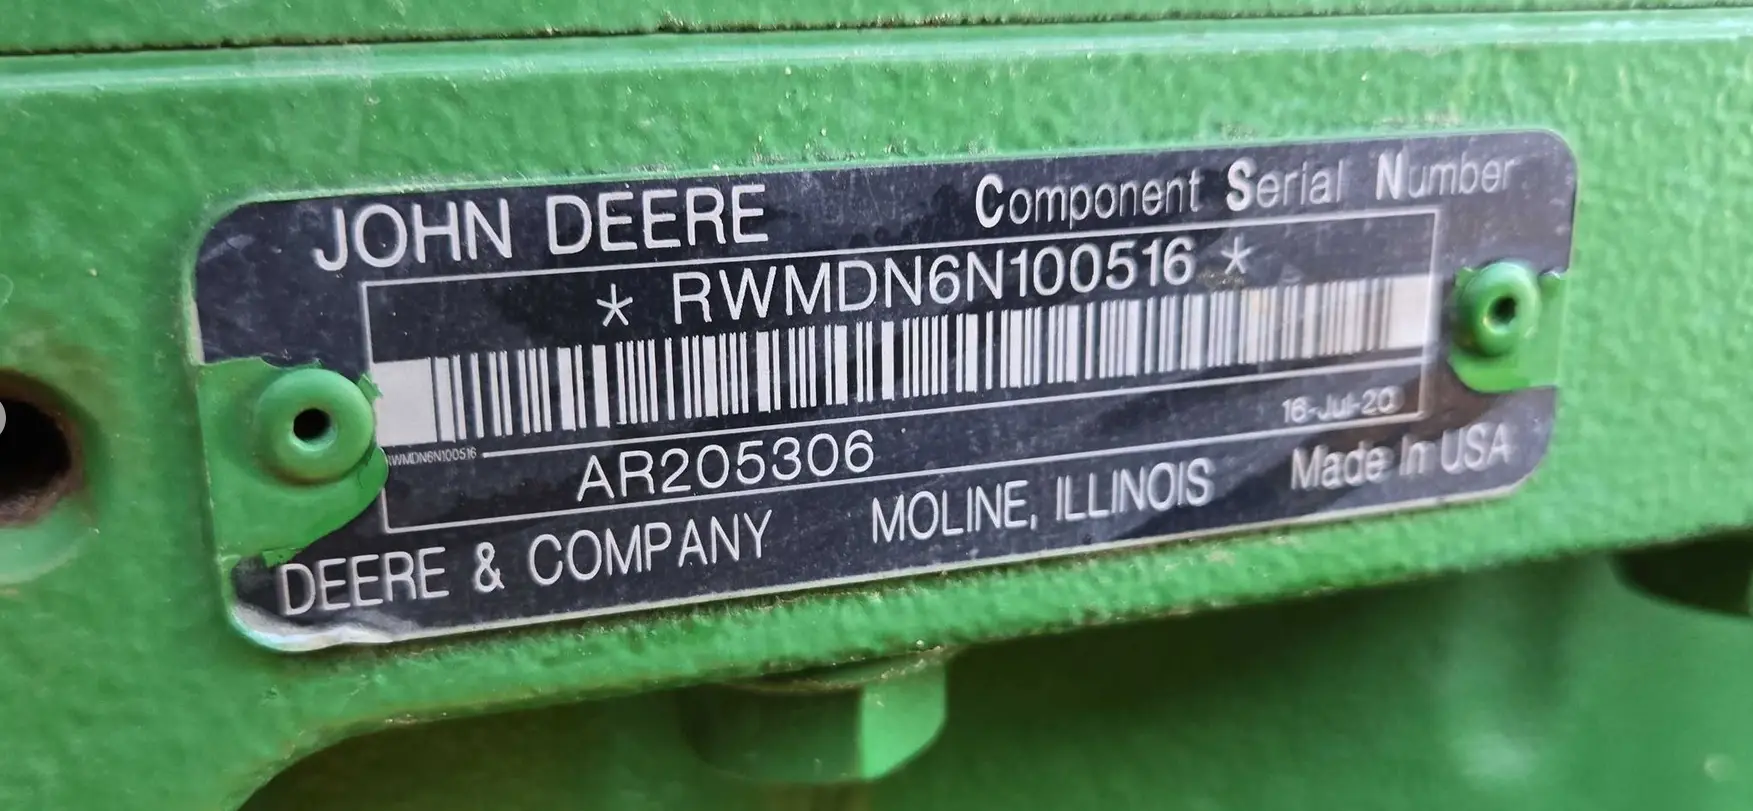 JOHN DEERE Component Serial Number
* RWMDN6N100516 *
RWMDN6N100516
AR205306
16-Jul-20
DEERE & COMPANY MOLINE, ILLINOIS Made In USA